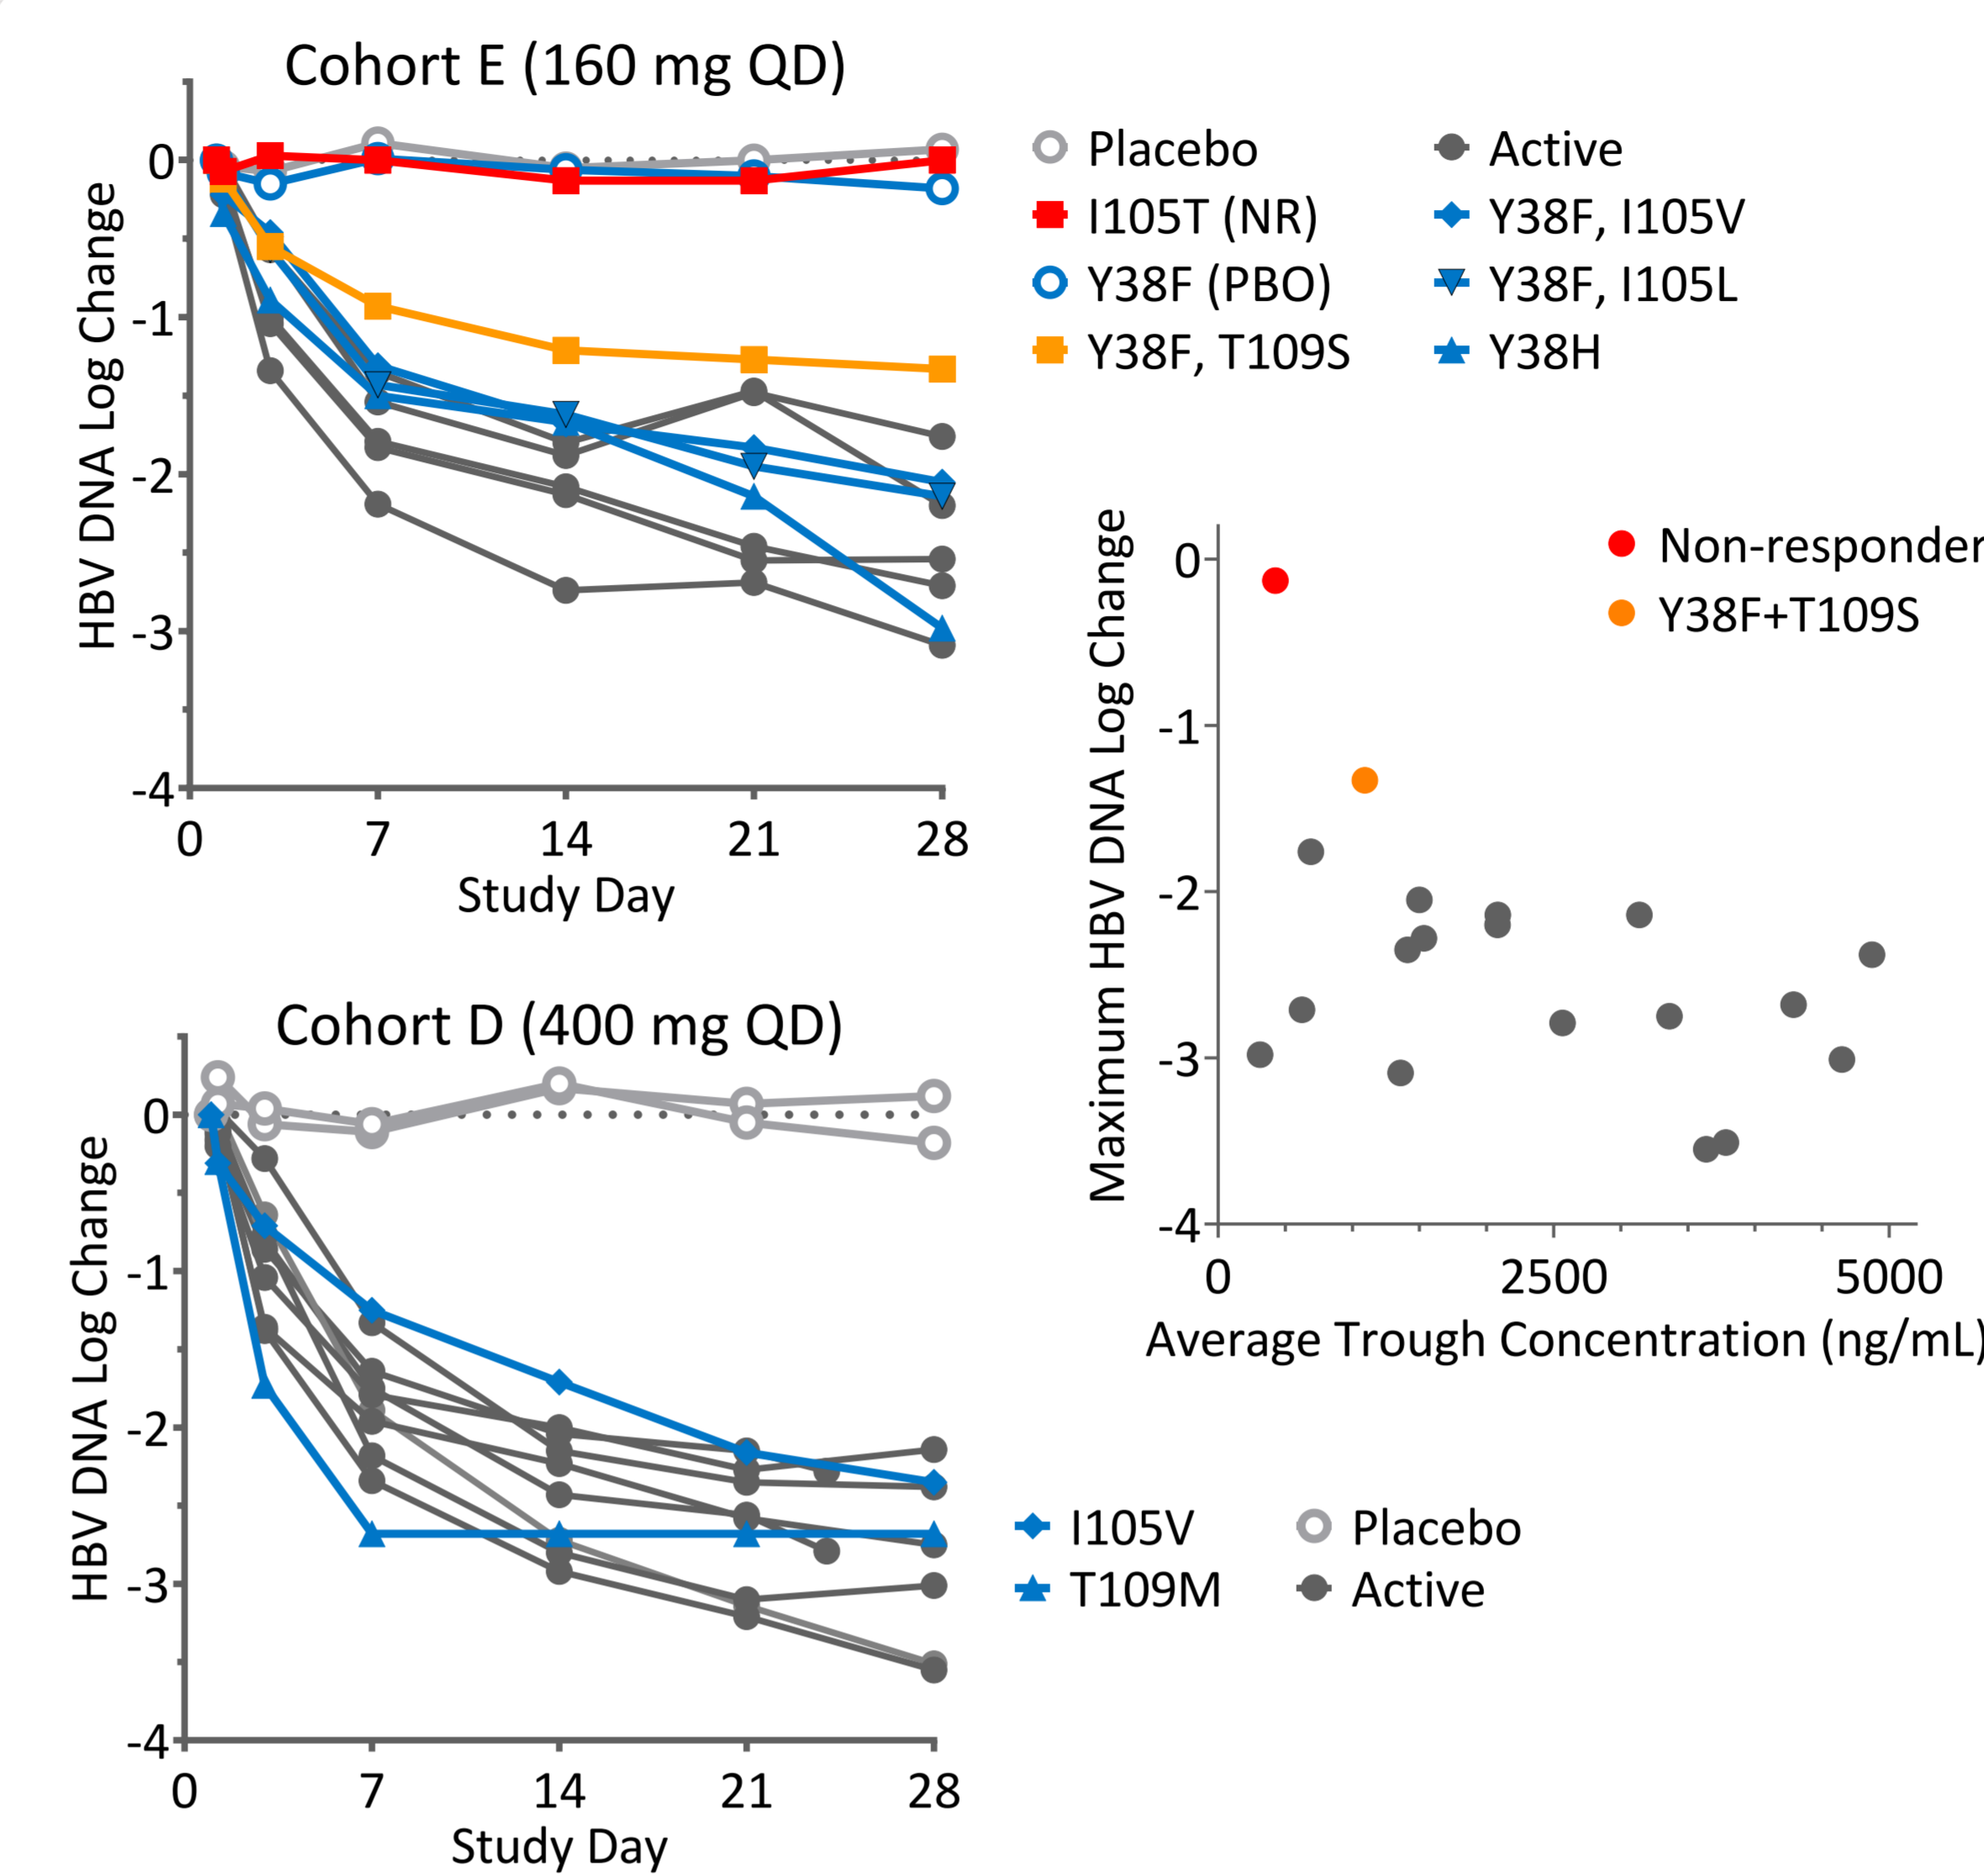 Cohort E (160 mg QD)
HBV DNA Log Change
0
-1
-2
-3
-4
0 7 14 21 28
Study Day
Placebo
Active
I105T (NR)
Y38F, I105V
Y38F (PBO)
Y38F, I105L
Y38F, T109S
Y38H
Maximum HBV DNA Log Change
0
-1
-2
-3
-4
0 2500 5000
Average Trough Concentration (ng/mL)
Non-responder
Y38F+T109S
Cohort D (400 mg QD)
HBV DNA Log Change
0
-1
-2
-3
-4
0 7 14 21 28
Study Day
I105V
Placebo
T109M
Active